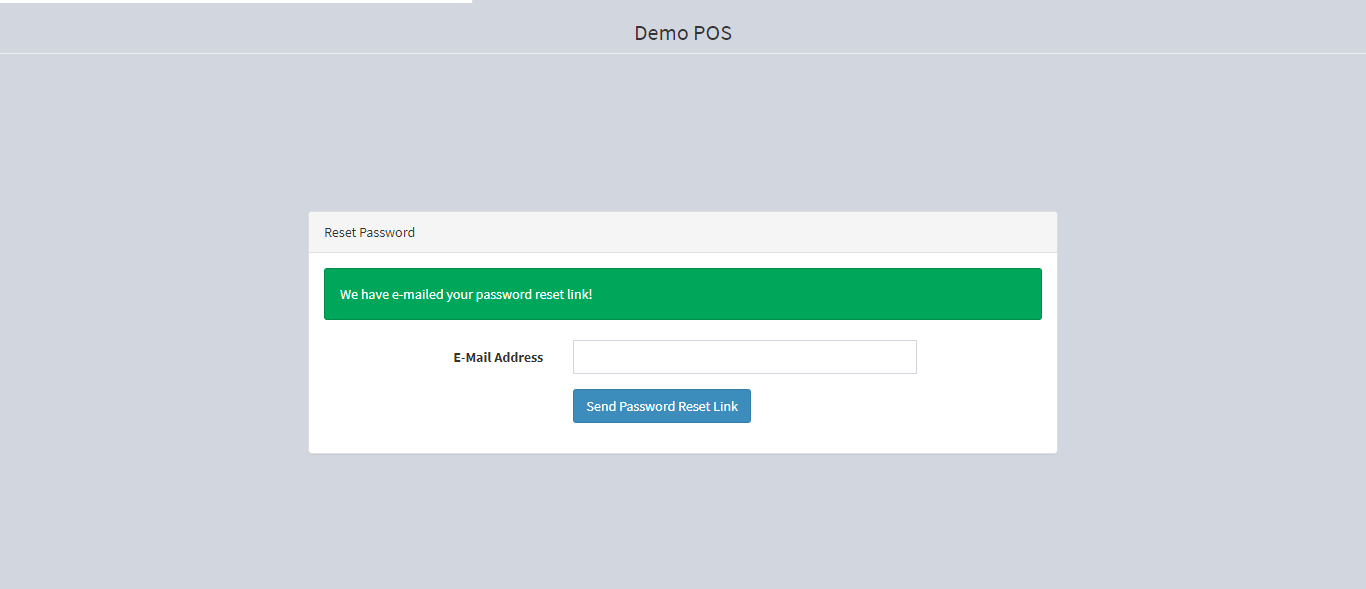 Demo POS
Reset Password
We have e-mailed your password reset link!
E-Mail Address
Send Password Reset Link